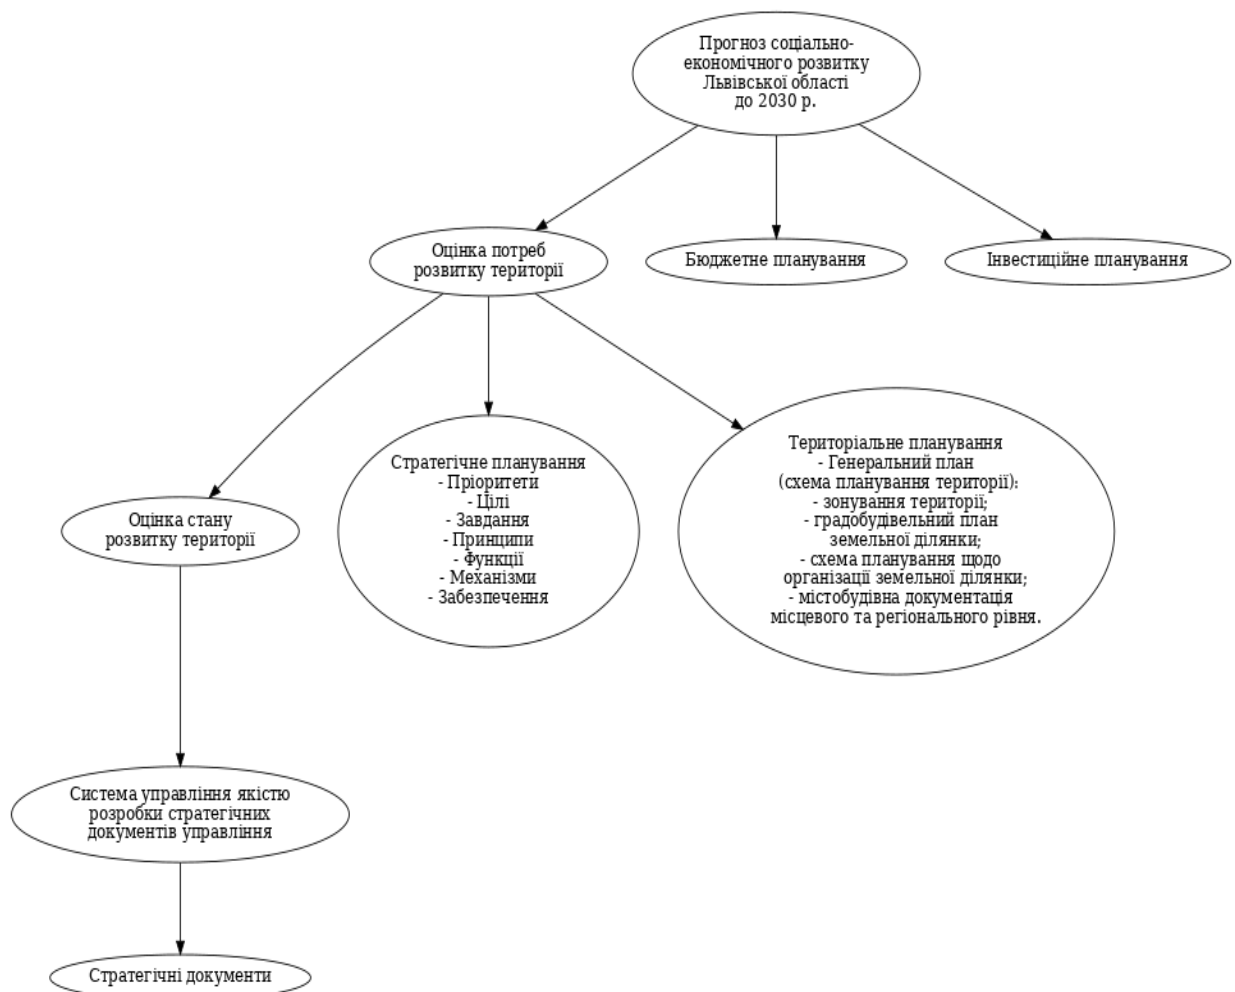 Прогноз соціально-
економічного розвитку
Львівської області
до 2030 р.
Оцінка потреб
розвитку території
Бюджетне планування
Інвестиційне планування
Оцінка стану
розвитку території
Стратегічне планування
- Пріоритети
- Цілі
- Завдання
- Принципи
- Функції
- Механізми
- Забезпечення
Територіальне планування
- Генеральний план
(схема планування території):
- зонування території;
- градобудівельний план
земельної ділянки;
- схема планування щодо
організації земельної ділянки;
- містобудівна документація
місцевого та регіонального рівня.
Система управління якістю
розробки стратегічних
документів управління
Стратегічні документи